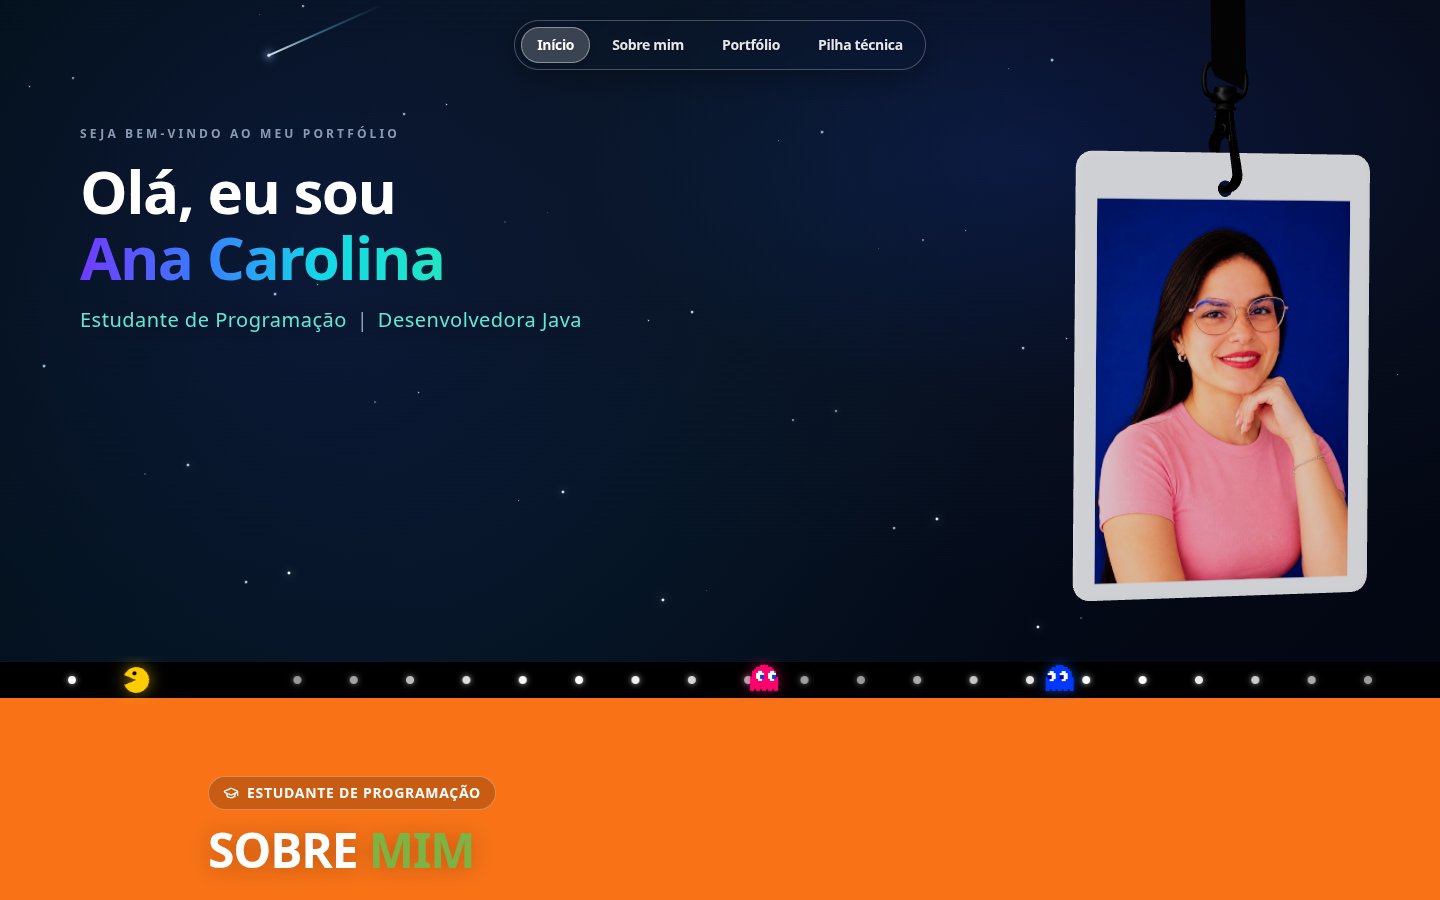 Início
Sobre mim
Portfólio
Pilha técnica
SEJA BEM-VINDO AO MEU PORTFÓLIO
Olá, eu sou
Ana Carolina
Estudante de Programação | Desenvolvedora Java
ESTUDANTE DE PROGRAMAÇÃO
SOBRE MIM